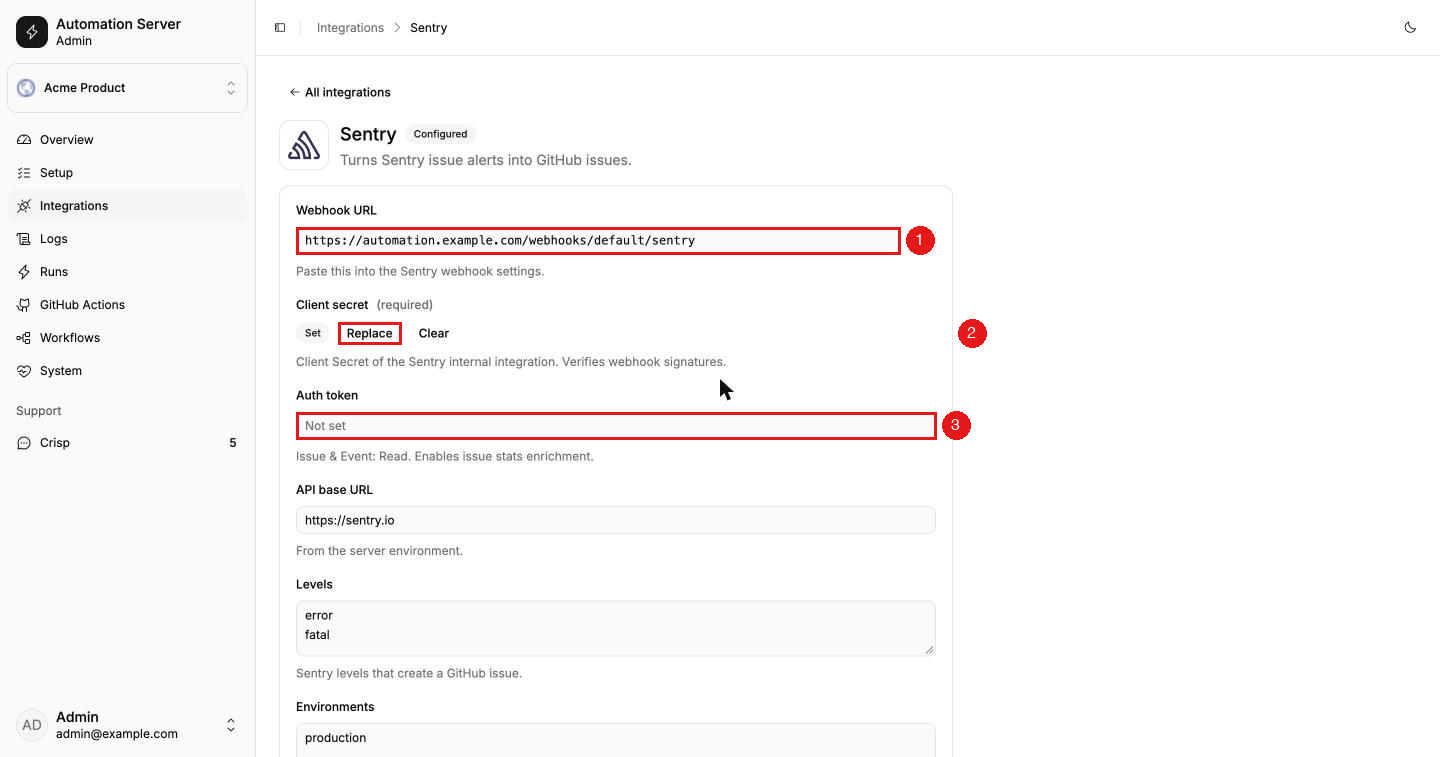 Automation Server
Admin
Acme Product
Overview
Setup
Integrations
Logs
Runs
GitHub Actions
Workflows
System
Support
Crisp 5
AD
Admin
admin@example.com
Integrations > Sentry
← All integrations
Sentry Configured
Turns Sentry issue alerts into GitHub issues.
Webhook URL
https://automation.example.com/webhooks/default/sentry
1
Paste this into the Sentry webhook settings.
Client secret (required)
Set Replace Clear
2
Client Secret of the Sentry internal integration. Verifies webhook signatures.
Auth token
Not set
3
Issue & Event: Read. Enables issue stats enrichment.
API base URL
https://sentry.io
From the server environment.
Levels
error
fatal
Sentry levels that create a GitHub issue.
Environments
production